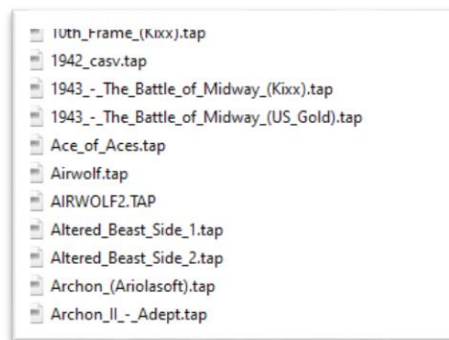 10th_Frame_(Kixx).tap
1942_casv.tap
1943_-_The_Battle_of_Midway_(Kixx).tap
1943_-_The_Battle_of_Midway_(US_Gold).tap
Ace_of_Aces.tap
Airwolf.tap
AIRWOLF2.TAP
Altered_Beast_Side_1.tap
Altered_Beast_Side_2.tap
Archon_(Ariolasoft).tap
Archon_II_-_Adept.tap